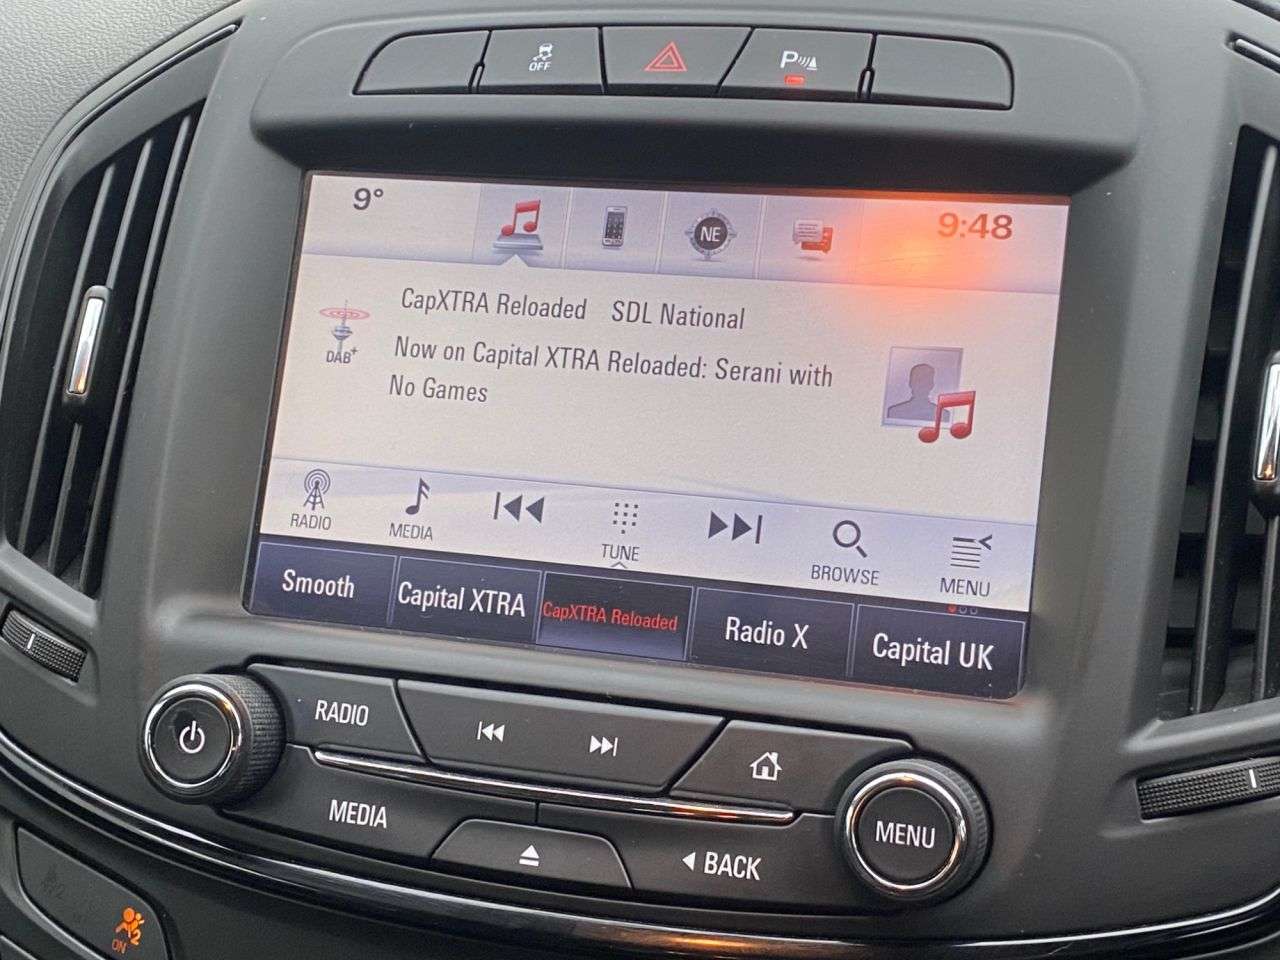 OFF
P
9° 9:48
NE
CapXTRA Reloaded SDL National
DAB+
Now on Capital XTRA Reloaded: Serani with
No Games
RADIO MEDIA TUNE BROWSE MENU
Smooth Capital XTRA CapXTRA Reloaded Radio X Capital UK
RADIO
MEDIA
BACK
MENU
2
ON